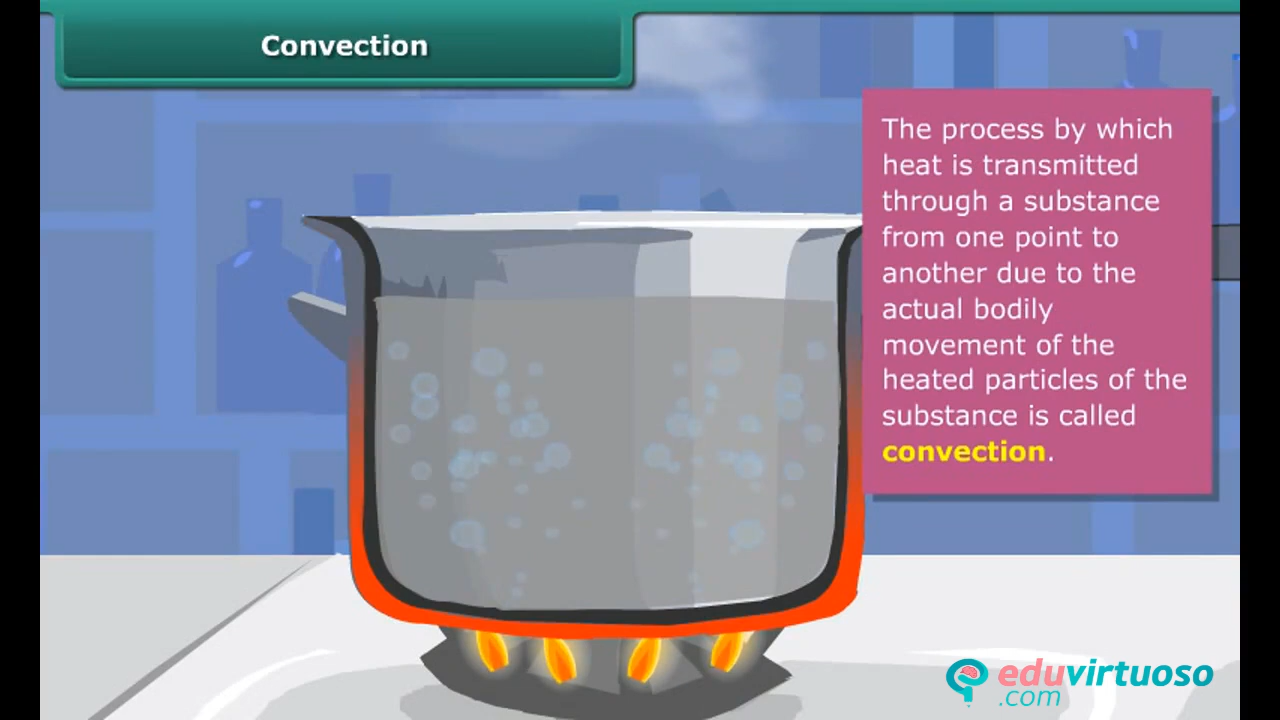 Convection
The process by which
heat is transmitted
through a substance
from one point to
another due to the
actual bodily
movement of the
heated particles of the
substance is called
convection.
eduvirtuoso
.com